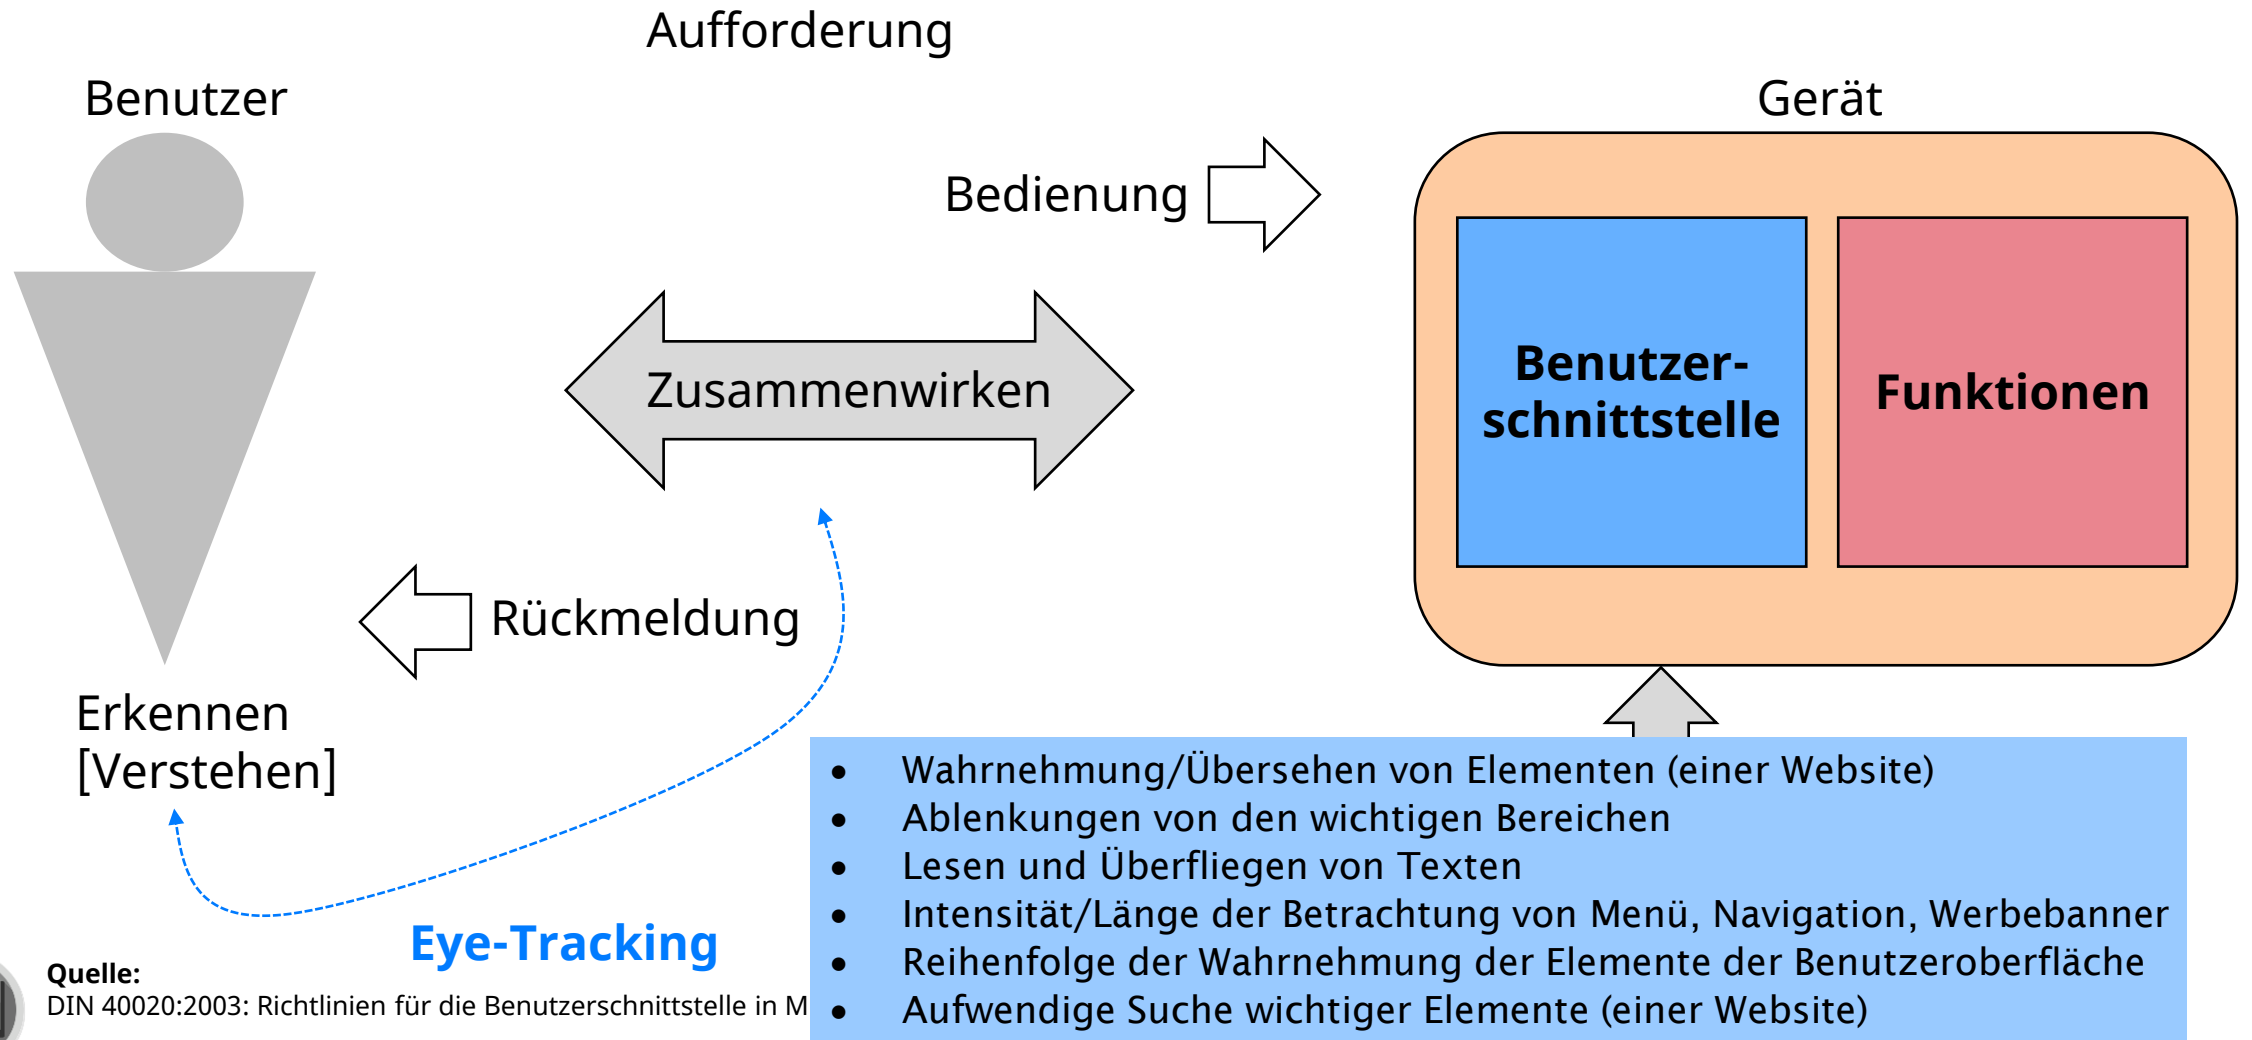 Aufforderung
Benutzer
Gerät
Bedienung
Benutzer-
schnittstelle
Funktionen
Zusammenwirken
Rückmeldung
Erkennen
[Verstehen]
• Wahrnehmung/Übersehen von Elementen (einer Website)
• Ablenkungen von den wichtigen Bereichen
• Lesen und Überfliegen von Texten
• Intensität/Länge der Betrachtung von Menü, Navigation, Werbebanner
• Reihenfolge der Wahrnehmung der Elemente der Benutzeroberfläche
• Aufwendige Suche wichtiger Elemente (einer Website)
Eye-Tracking
Quelle:
DIN 40020:2003: Richtlinien für die Benutzerschnittstelle in